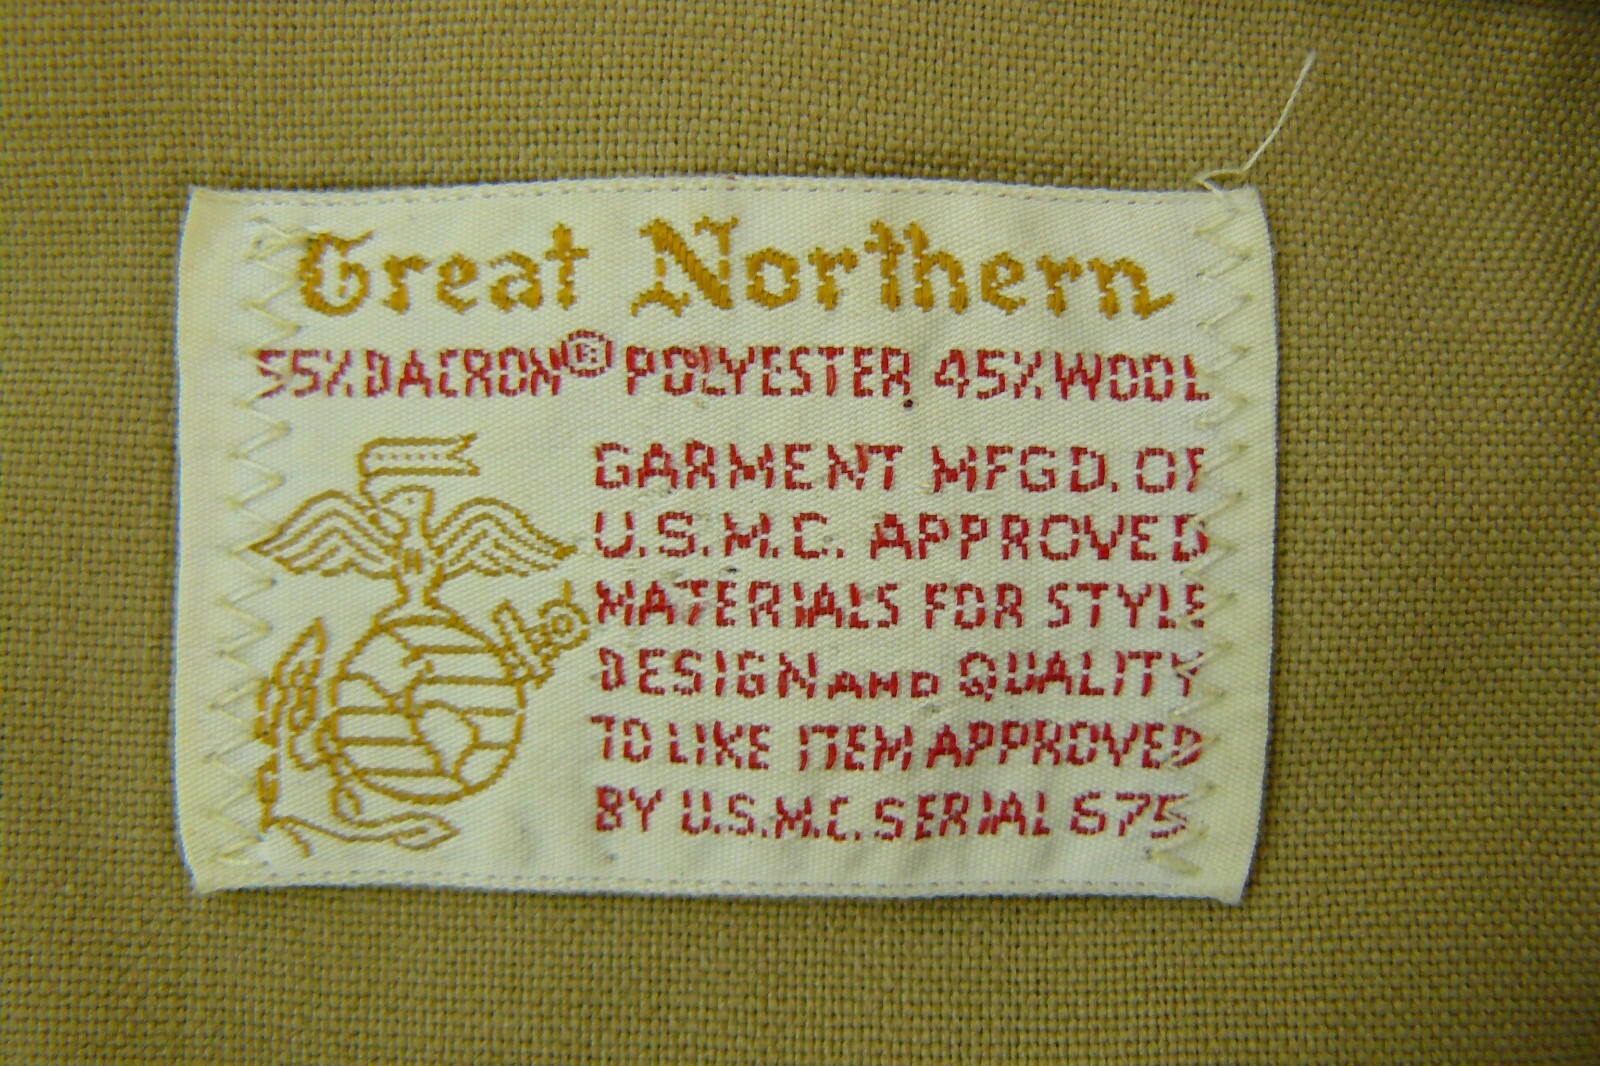 Great Northern
55% DACRON® POLYESTER 45% WOOL
GARMENT MFGD. OF
U.S.M.C. APPROVED
MATERIALS FOR STYLE
DESIGN AND QUALITY
TO LIKE ITEM APPROVED
BY U.S.M.C. SERIAL 675